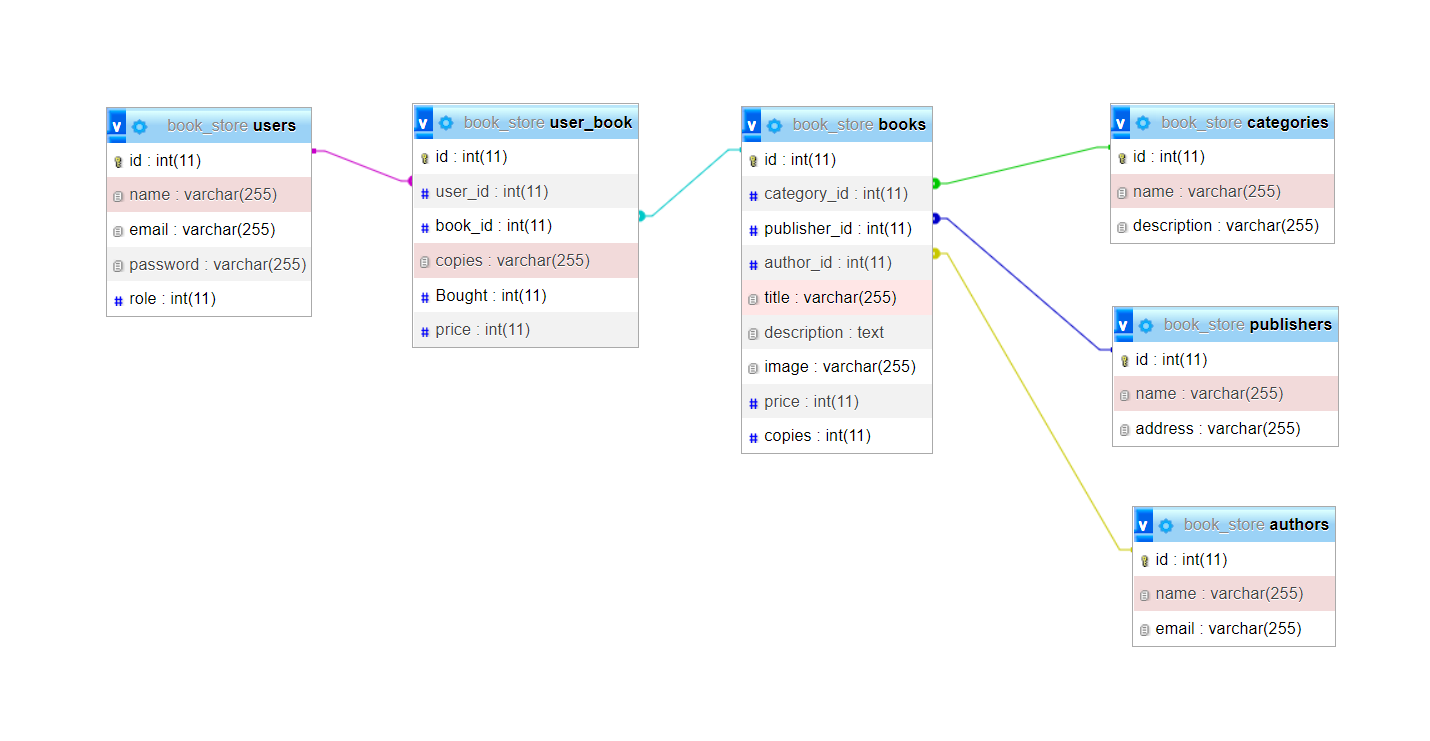 book_store users
id : int(11)
name : varchar(255)
email : varchar(255)
password : varchar(255)
role : int(11)
book_store user_book
id : int(11)
user_id : int(11)
book_id : int(11)
copies : varchar(255)
Bought : int(11)
price : int(11)
book_store books
id : int(11)
category_id : int(11)
publisher_id : int(11)
author_id : int(11)
title : varchar(255)
description : text
image : varchar(255)
price : int(11)
copies : int(11)
book_store categories
id : int(11)
name : varchar(255)
description : varchar(255)
book_store publishers
id : int(11)
name : varchar(255)
address : varchar(255)
book_store authors
id : int(11)
name : varchar(255)
email : varchar(255)